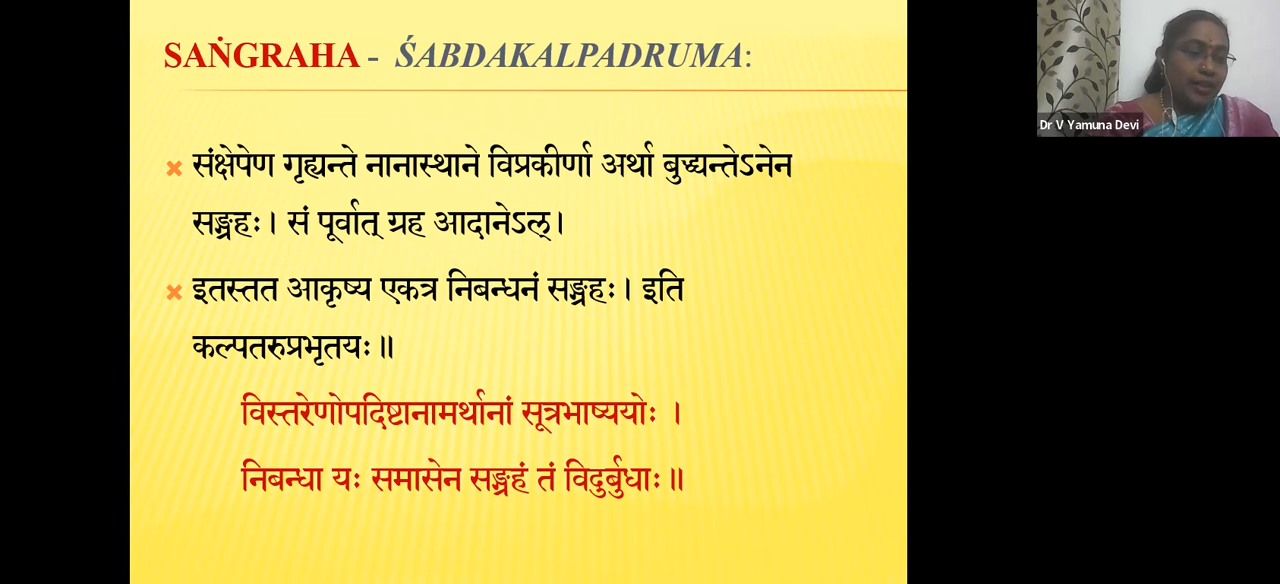 SAṄGRAHA - ŚABDAKALPADRUMA:
Dr V Yamuna Devi
संक्षेपेण गृह्यन्ते नानास्थाने विप्रकीर्णा अर्था बुद्ध्यन्तेऽनेन
सङ्ग्रहः। सं पूर्वात् ग्रह आदानेऽल्।
इतस्तत आकृष्य एकत्र निबन्धनं सङ्ग्रहः। इति
कल्पतरुप्रभृतयः॥
विस्तरेणोपदिष्टानामर्थानां सूत्रभाष्ययोः ।
निबन्धा यः समासेन सङ्ग्रहं तं विदुर्बुधाः॥